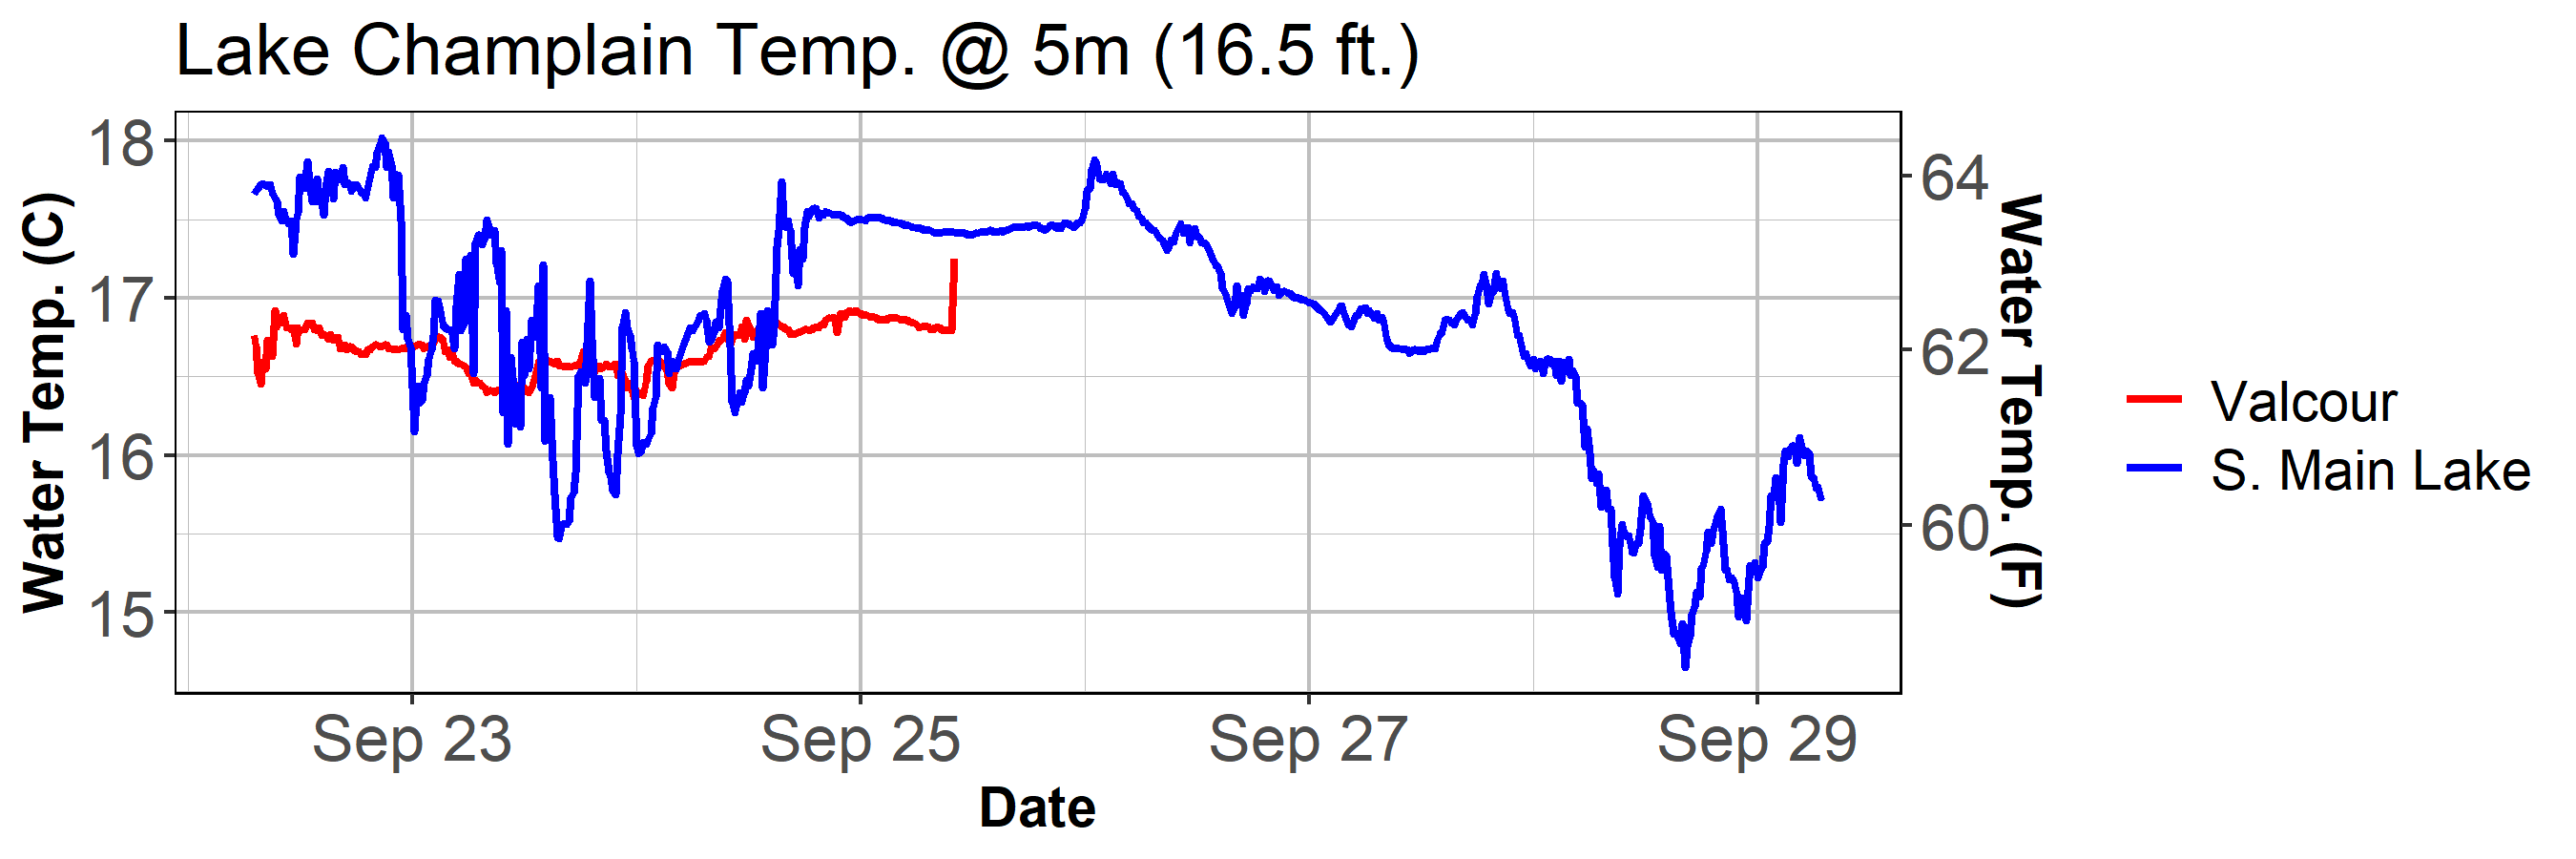 Lake Champlain Temp. @ 5m (16.5 ft.)
Water Temp. (C)
18
17
16
15
64
62
60
Water Temp. (F)
Sep 23
Sep 25
Sep 27
Sep 29
Date
Valcour
S. Main Lake